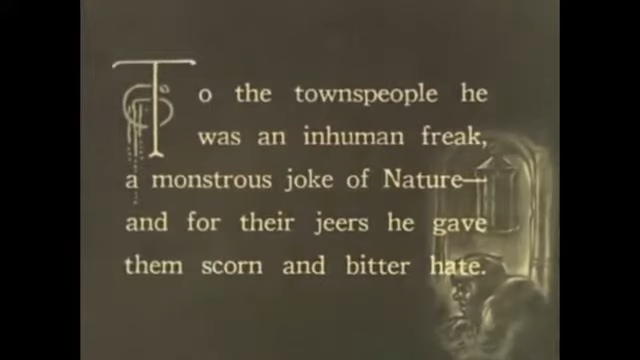 To the townspeople he
was an inhuman freak,
a monstrous joke of Nature—
and for their jeers he gave
them scorn and bitter hate.